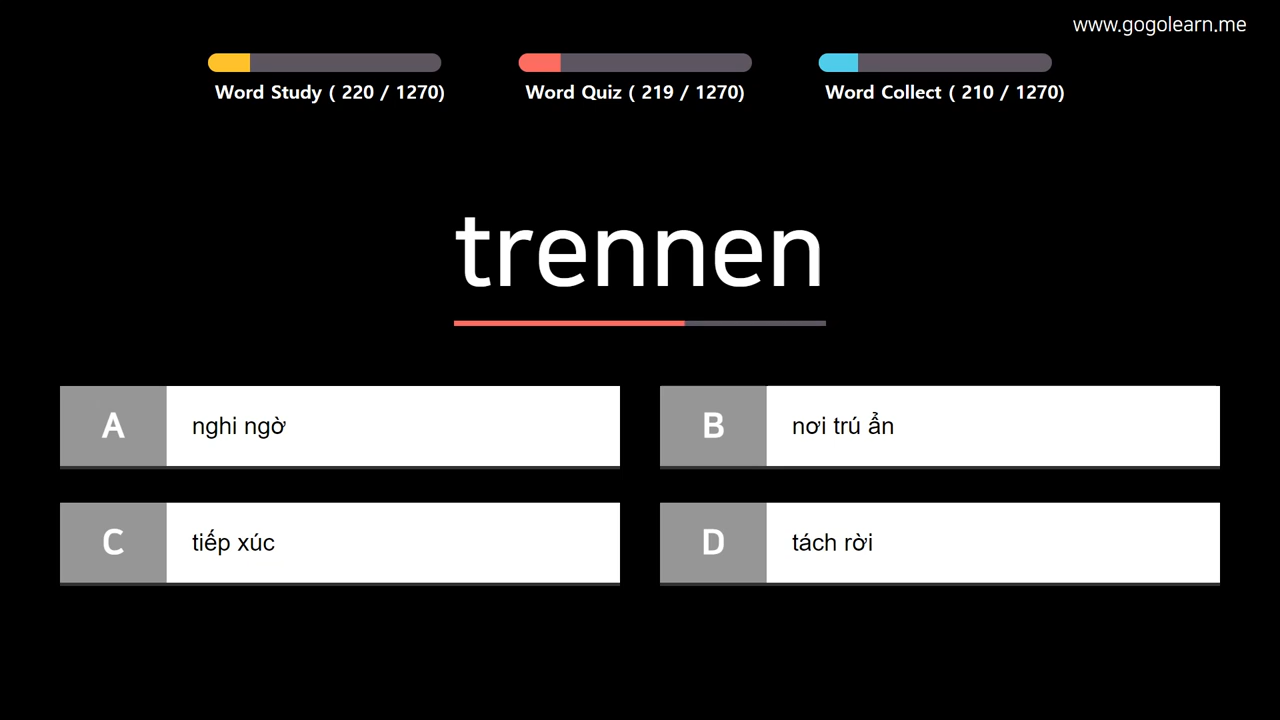 www.gogolearn.me
Word Study ( 220 / 1270)
Word Quiz ( 219 / 1270)
Word Collect ( 210 / 1270)
trennen
A
nghi ngờ
B
nơi trú ẩn
C
tiếp xúc
D
tách rời